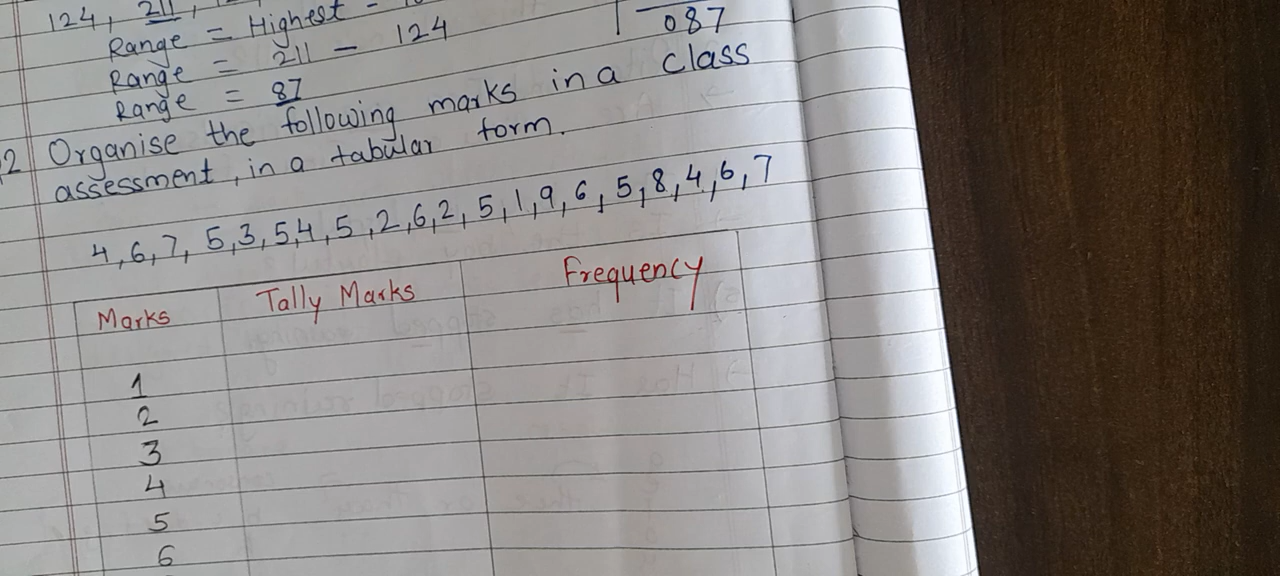 124, 211,
Range = Highest -
Range = 211 - 124
Range = 87
087
2 Organise the following marks in a class
assessment, in a tabular form.
4, 6, 7, 5, 3, 5, 4, 5, 2, 6, 2, 5, 1, 9, 6, 5, 8, 4, 6, 7
Marks Tally Marks Frequency
1
2
3
4
5
6